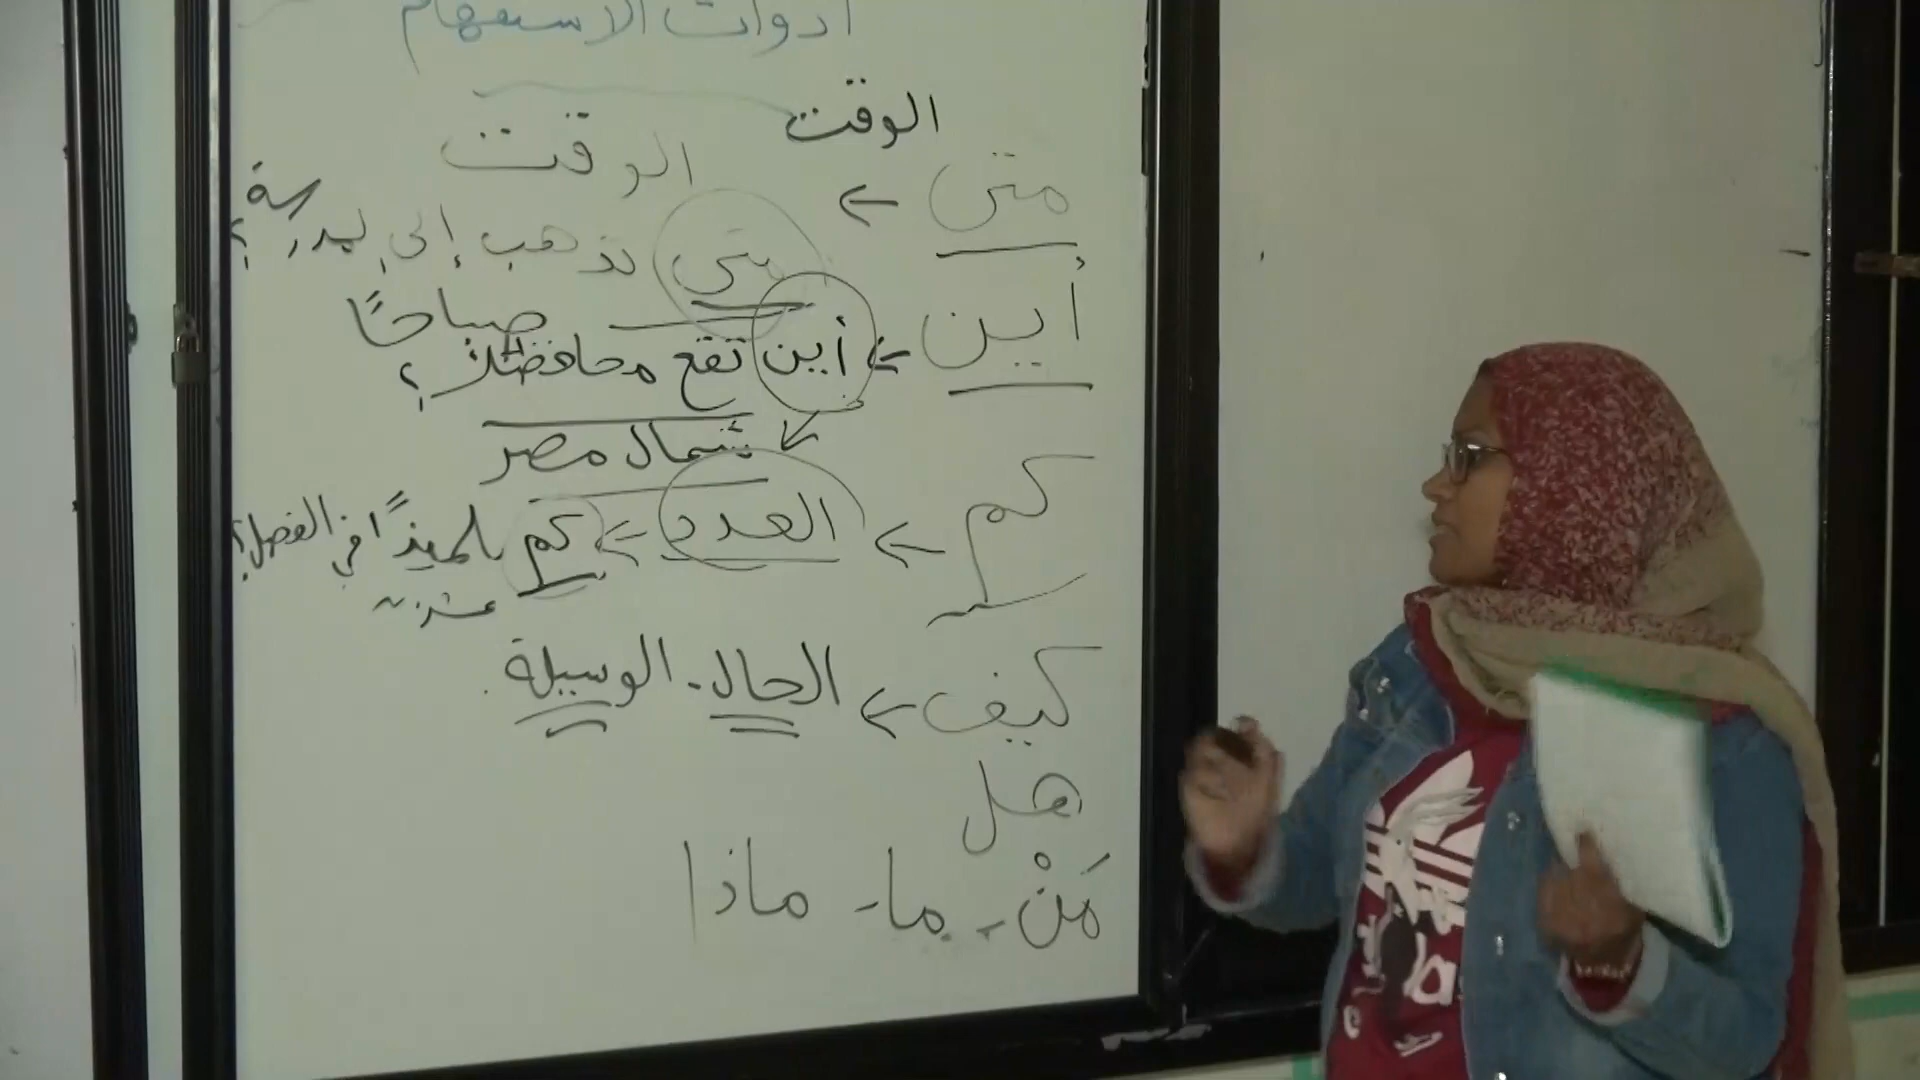 أدوات الاستفهام
الوقت
متى ← الوقت
متى تذهب إلى المدرسة؟
صباحًا
أين ← أين تقع محافظتك؟
شمال مصر
كم ← العدد ← كم تلميذًا في الفصل؟
عشرون
كيف ← الحال - الوسيلة
هل
مَنْ - ما - ماذا